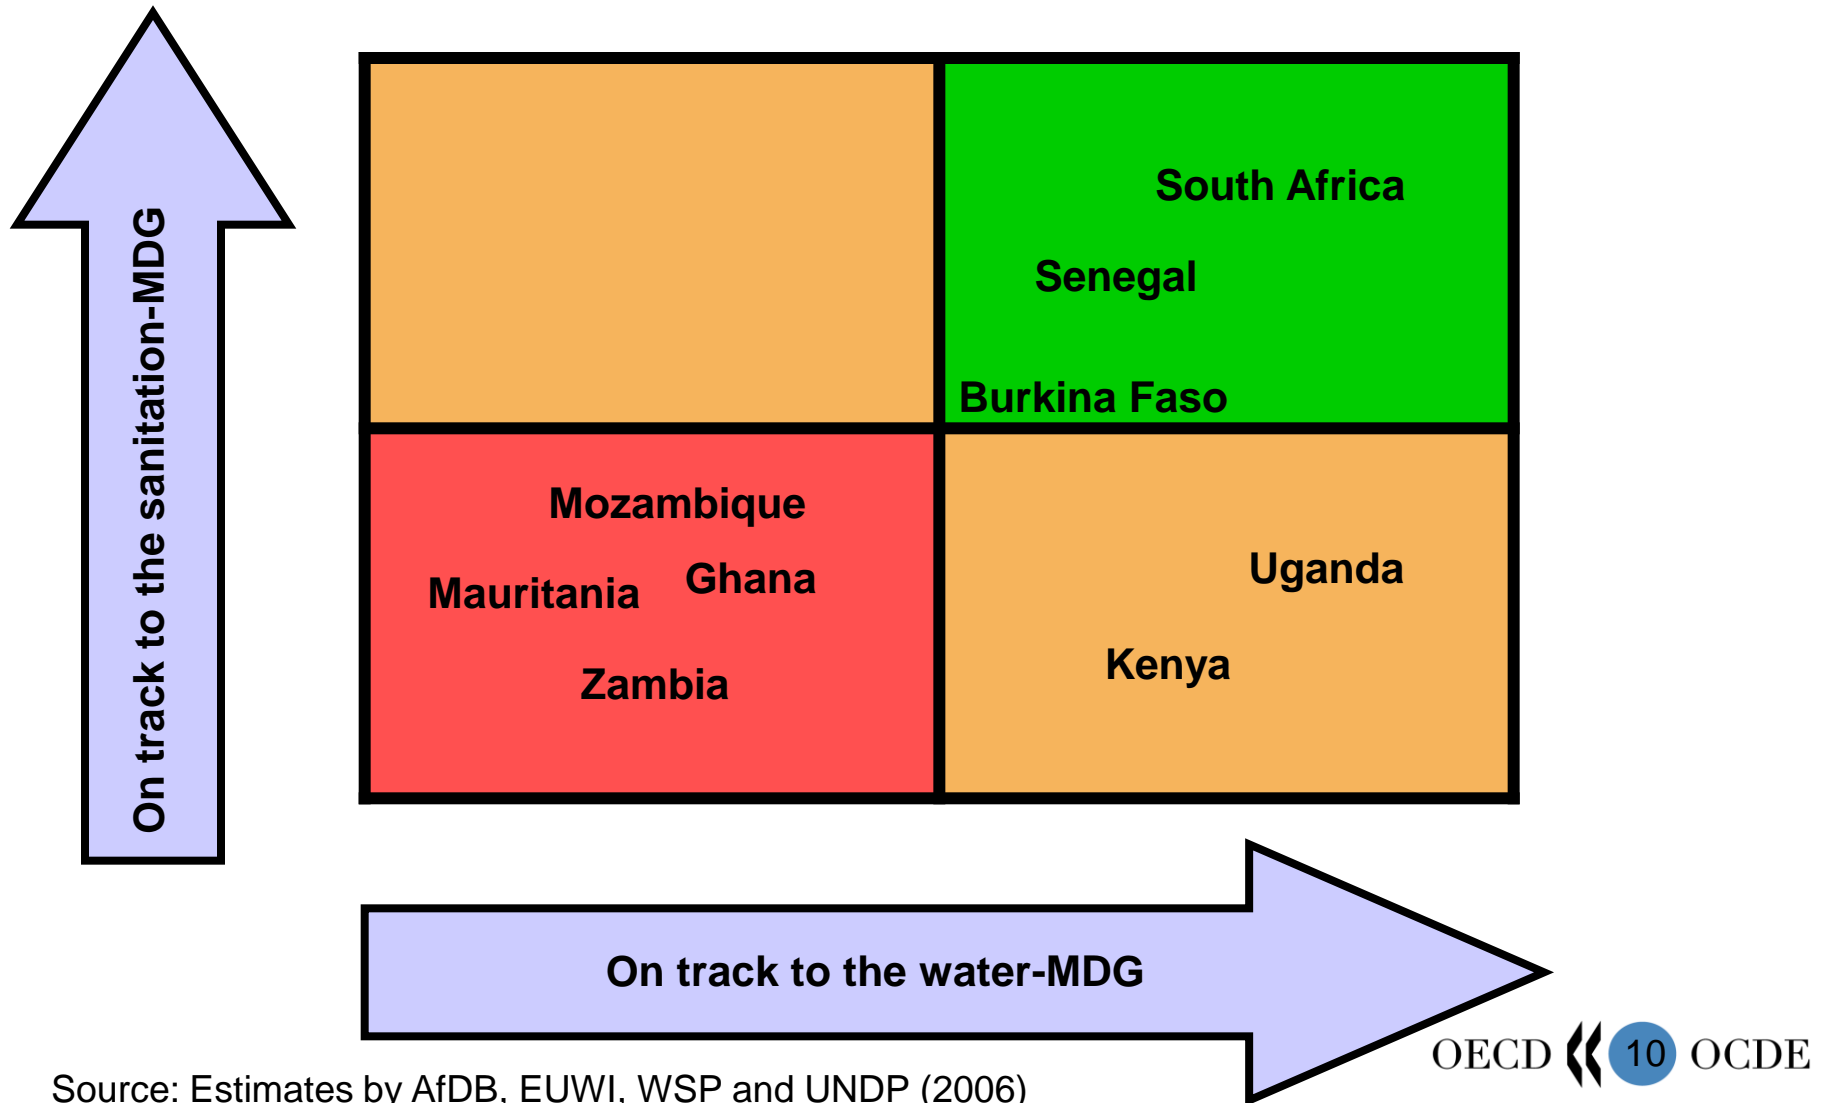 On track to the sanitation-MDG
South Africa
Senegal
Burkina Faso
Mozambique
Mauritania
Ghana
Zambia
Uganda
Kenya
On track to the water-MDG
OECD 10 OCDE
Source: Estimates by AfDB, EUWI, WSP and UNDP (2006)